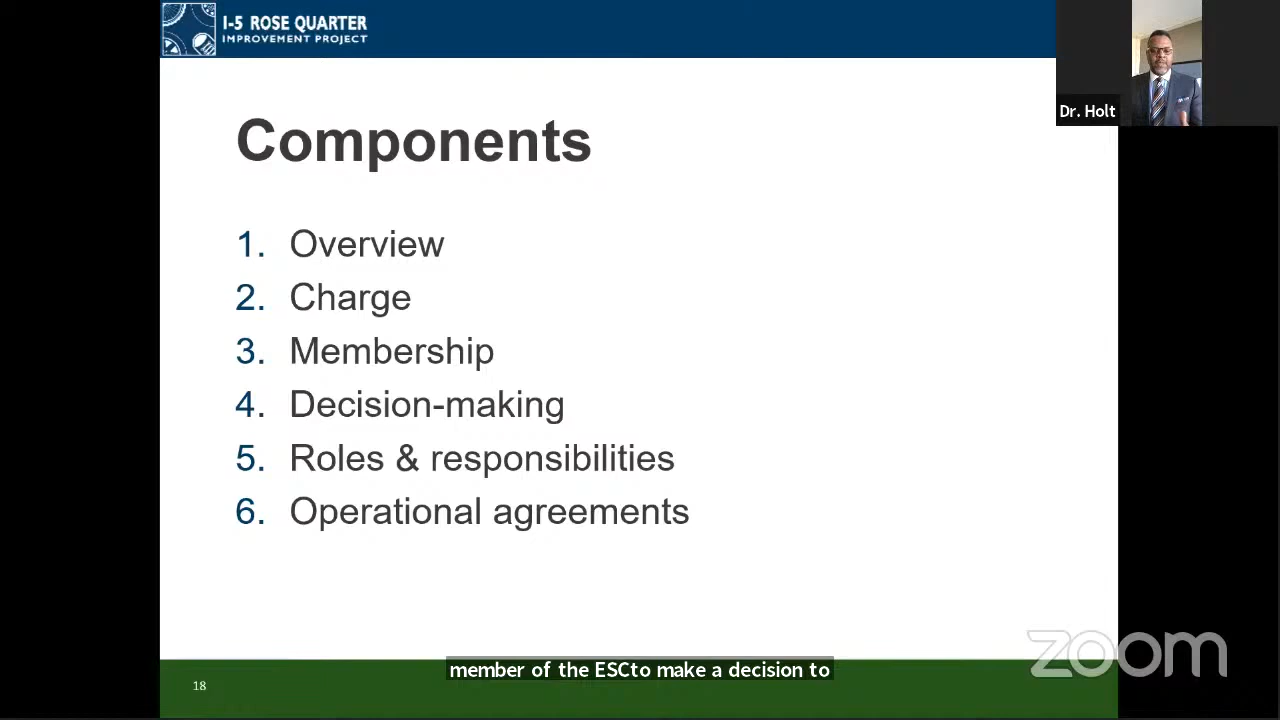 I-5 ROSE QUARTER
IMPROVEMENT PROJECT
Dr. Holt
Components
1. Overview
2. Charge
3. Membership
4. Decision-making
5. Roles & responsibilities
6. Operational agreements
member of the ESCto make a decision to
18
zoom